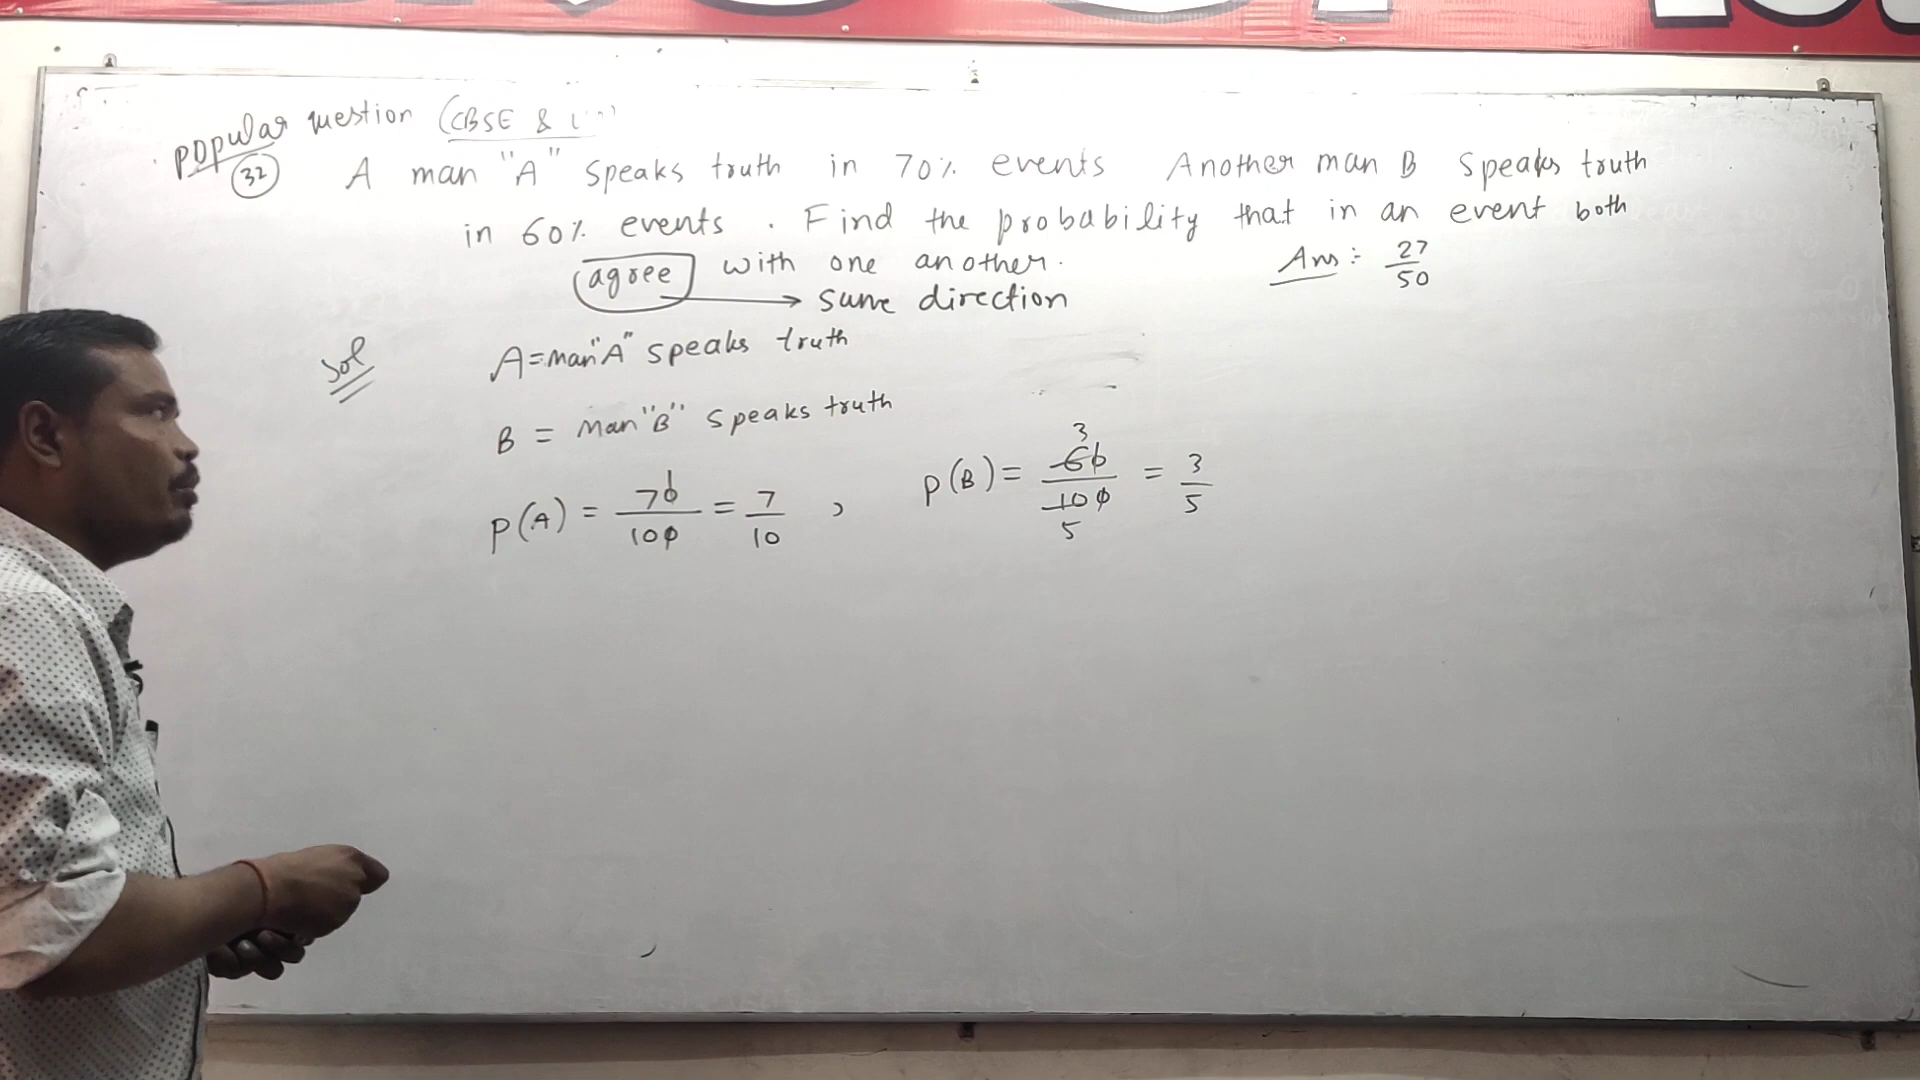 popular question (CBSE &
32 A man "A" speaks truth in 70% events Another man B speaks truth
in 60% events . Find the probability that in an event both
agree with one another. Ans :- 27/50
→ same direction
Sol A = man "A" speaks truth
B = man "B" speaks truth
P(A) = 70/100 = 7/10 , P(B) = 60/100 = 3/5
3
5